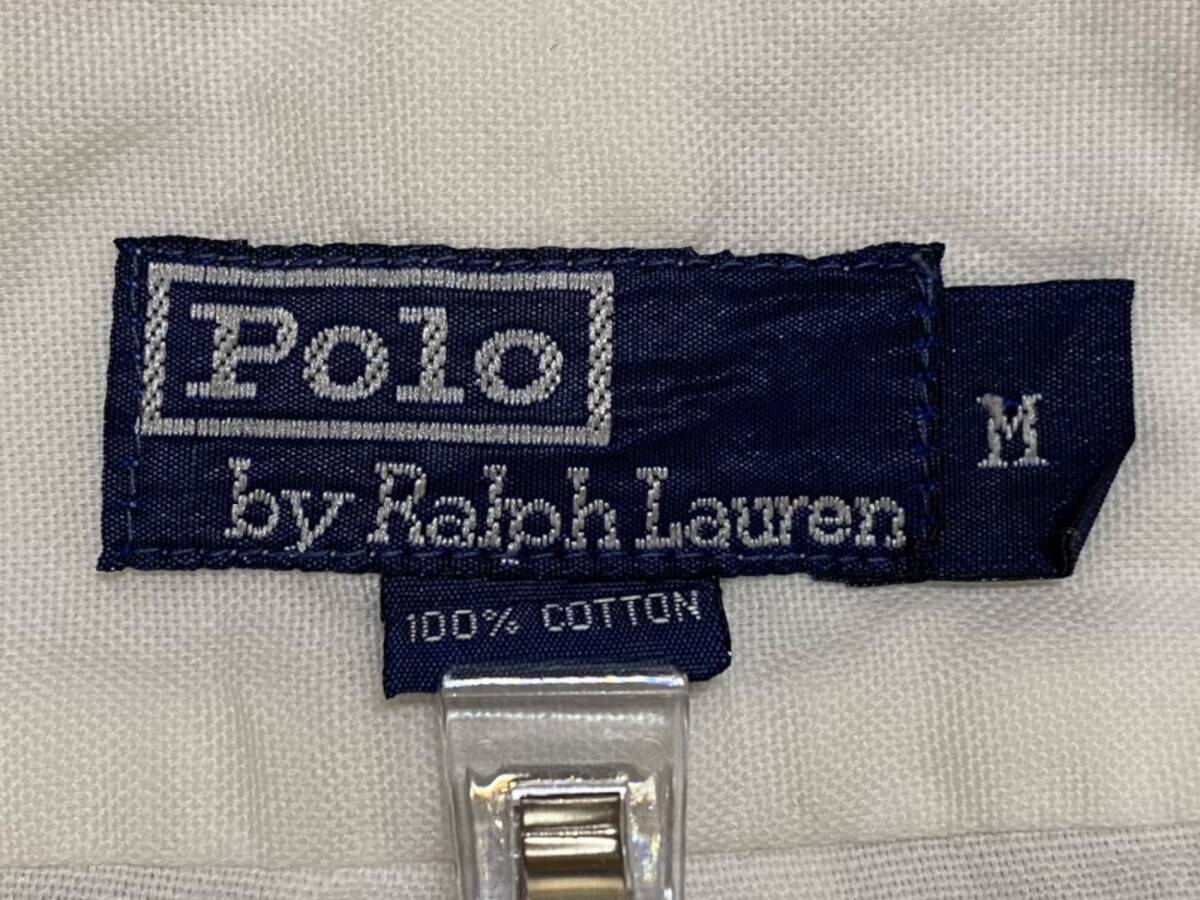 Polo
by Ralph Lauren
M
100% COTTON